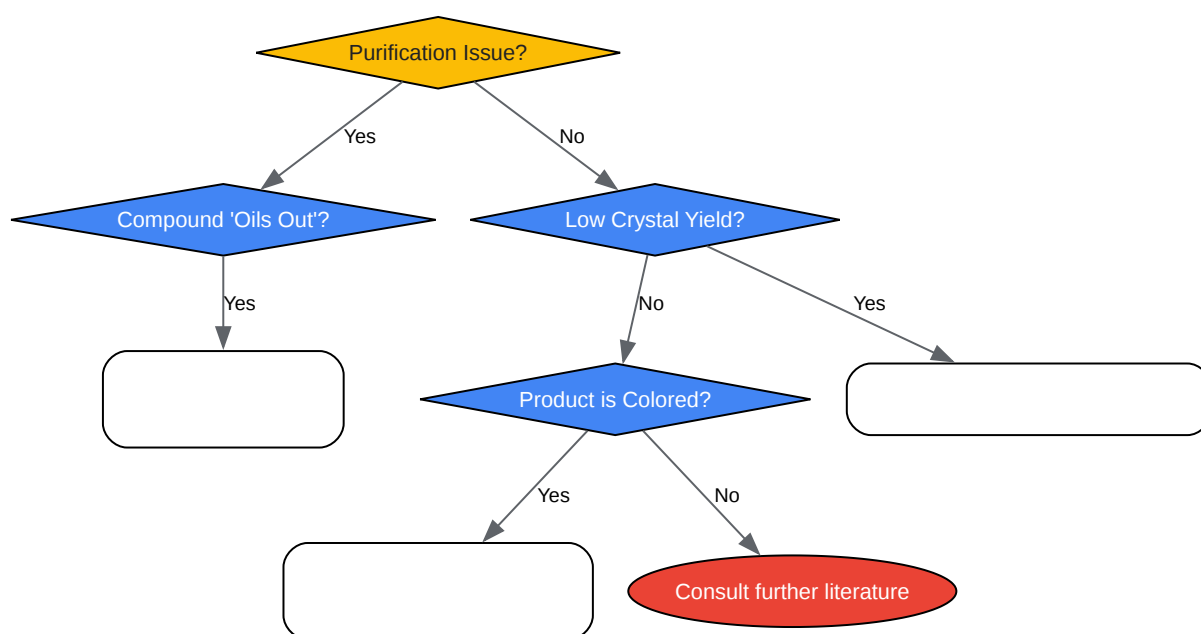 Purification Issue?
Yes
No
Compound 'Oils Out'?
Low Crystal Yield?
Yes
No
Yes
Product is Colored?
Yes
No
Consult further literature